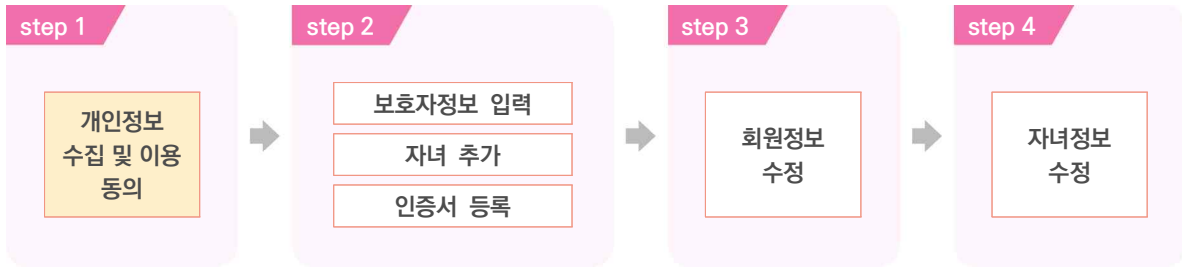 step 1
개인정보
수집 및 이용
동의
step 2
보호자정보 입력
자녀 추가
인증서 등록
step 3
회원정보
수정
step 4
자녀정보
수정